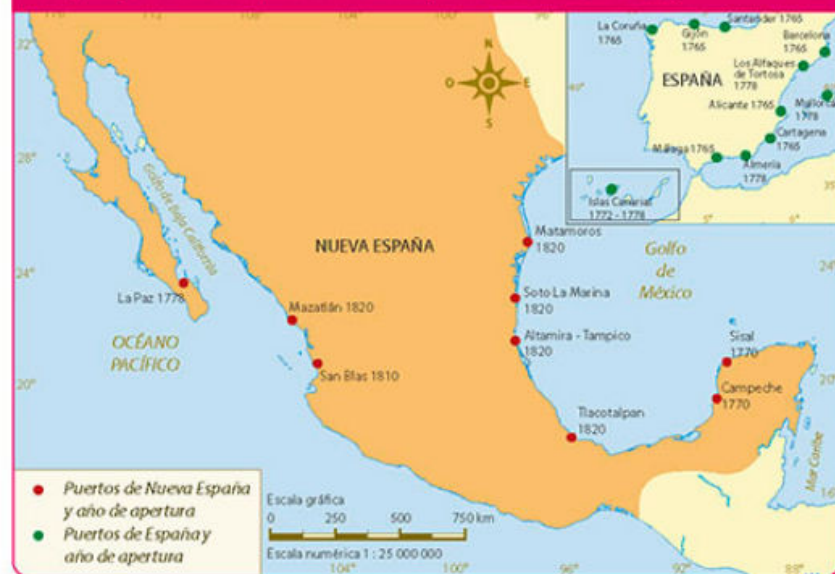 112
104
96
32°
28°
24°
20°
La Coruña
1765
Gijón
1765
Santander 1765
Barcelona
1765
Los Alfaques
de Tortosa
1778
ESPAÑA
40°
Alicante 1765
Mallorca
1778
Cartagena
1765
Málaga 1765
Almería
1778
Islas Canarias
1772 - 1778
N
O
E
S
Golfo de Baja California
NUEVA ESPAÑA
Matamoros
1820
Golfo
de
México
24°
La Paz 1778
Mazatlán 1820
Soto La Marina
1820
OCÉANO
PACÍFICO
Altamira - Tampico
1820
Sisal
1770
San Blas 1810
Campeche
1770
20°
Tlacotalpan
1820
Mar Caribe
Puertos de Nueva España
y año de apertura
Puertos de España y
año de apertura
Escala gráfica
0 250 500 750 km
Escala numérica 1 : 25 000 000
104°
100°
96°
92°
88°